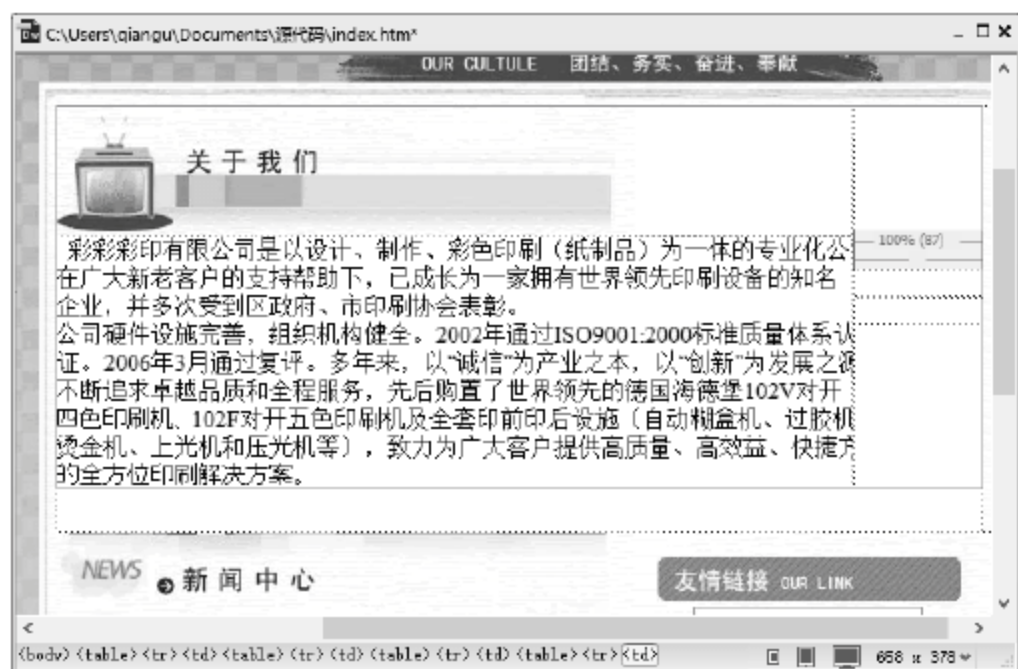 C:\Users\qiangu\Documents\源代码\index.htm*
OUR CULTULE 团结、务实、奋进、奉献
关于我们
彩彩彩印有限公司是以设计、制作、彩色印刷（纸制品）为一体的专业化公
100% (87)
在广大新老客户的支持帮助下，已成长为一家拥有世界领先印刷设备的知名
企业，并多次受到区政府、市印刷协会表彰。
公司硬件设施完善，组织机构健全。2002年通过ISO9001:2000标准质量体系认
证。2006年3月通过复评。多年来，以“诚信”为产业之本，以“创新”为发展之源
不断追求卓越品质和全程服务，先后购置了世界领先的德国海德堡102V对开
四色印刷机、102F对开五色印刷机及全套印前印后设施（自动糊盒机、过胶机
烫金机、上光机和压光机等），致力为广大客户提供高质量、高效益、快捷方
的全方位印刷解决方案。
NEWS 新闻中心
友情链接 OUR LINK
<body> <table> <tr> <td> <table> <tr> <td> <table> <tr> <td> <table> <tr> <td>
658 x 378